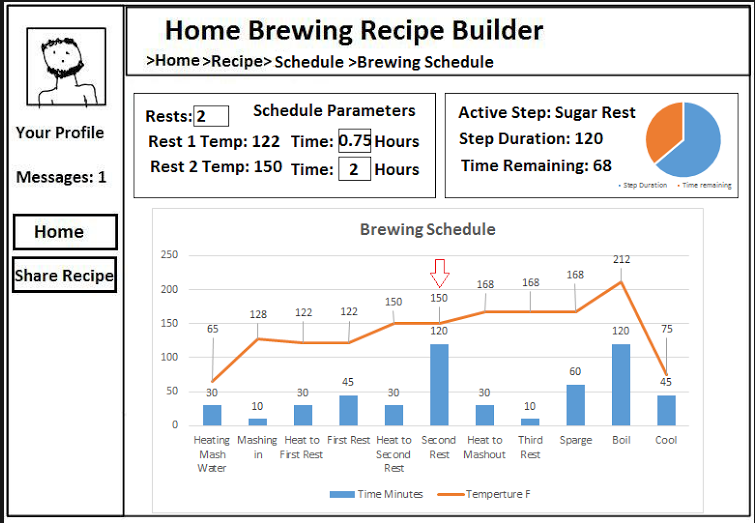 Home Brewing Recipe Builder
>Home >Recipe> Schedule >Brewing Schedule
Your Profile
Messages: 1
Home
Share Recipe
Schedule Parameters
Rests: 2
Rest 1 Temp: 122 Time: 0.75 Hours
Rest 2 Temp: 150 Time: 2 Hours
Active Step: Sugar Rest
Step Duration: 120
Time Remaining: 68
Step Duration Time remaining
Brewing Schedule
250
200
150
100
50
0
65 128 122 122 150 150 168 168 168 212 75
30 10 30 45 30 120 30 10 60 120 45
Heating Mash Water
Mashing in
Heat to First Rest
First Rest
Heat to Second Rest
Second Rest
Heat to Mashout
Third Rest
Sparge
Boil
Cool
Time Minutes Temperture F